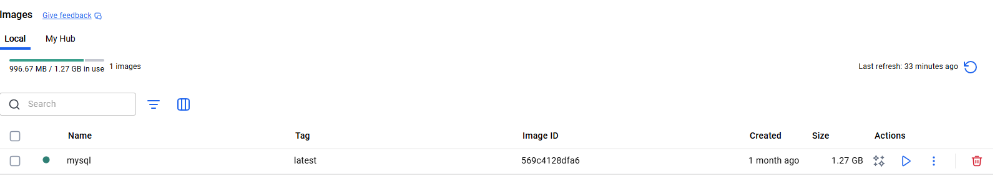 Images Give feedback
Local My Hub
996.67 MB / 1.27 GB in use 1 images Last refresh: 33 minutes ago
Search
Name Tag Image ID Created Size Actions
mysql latest 569c4128dfa6 1 month ago 1.27 GB